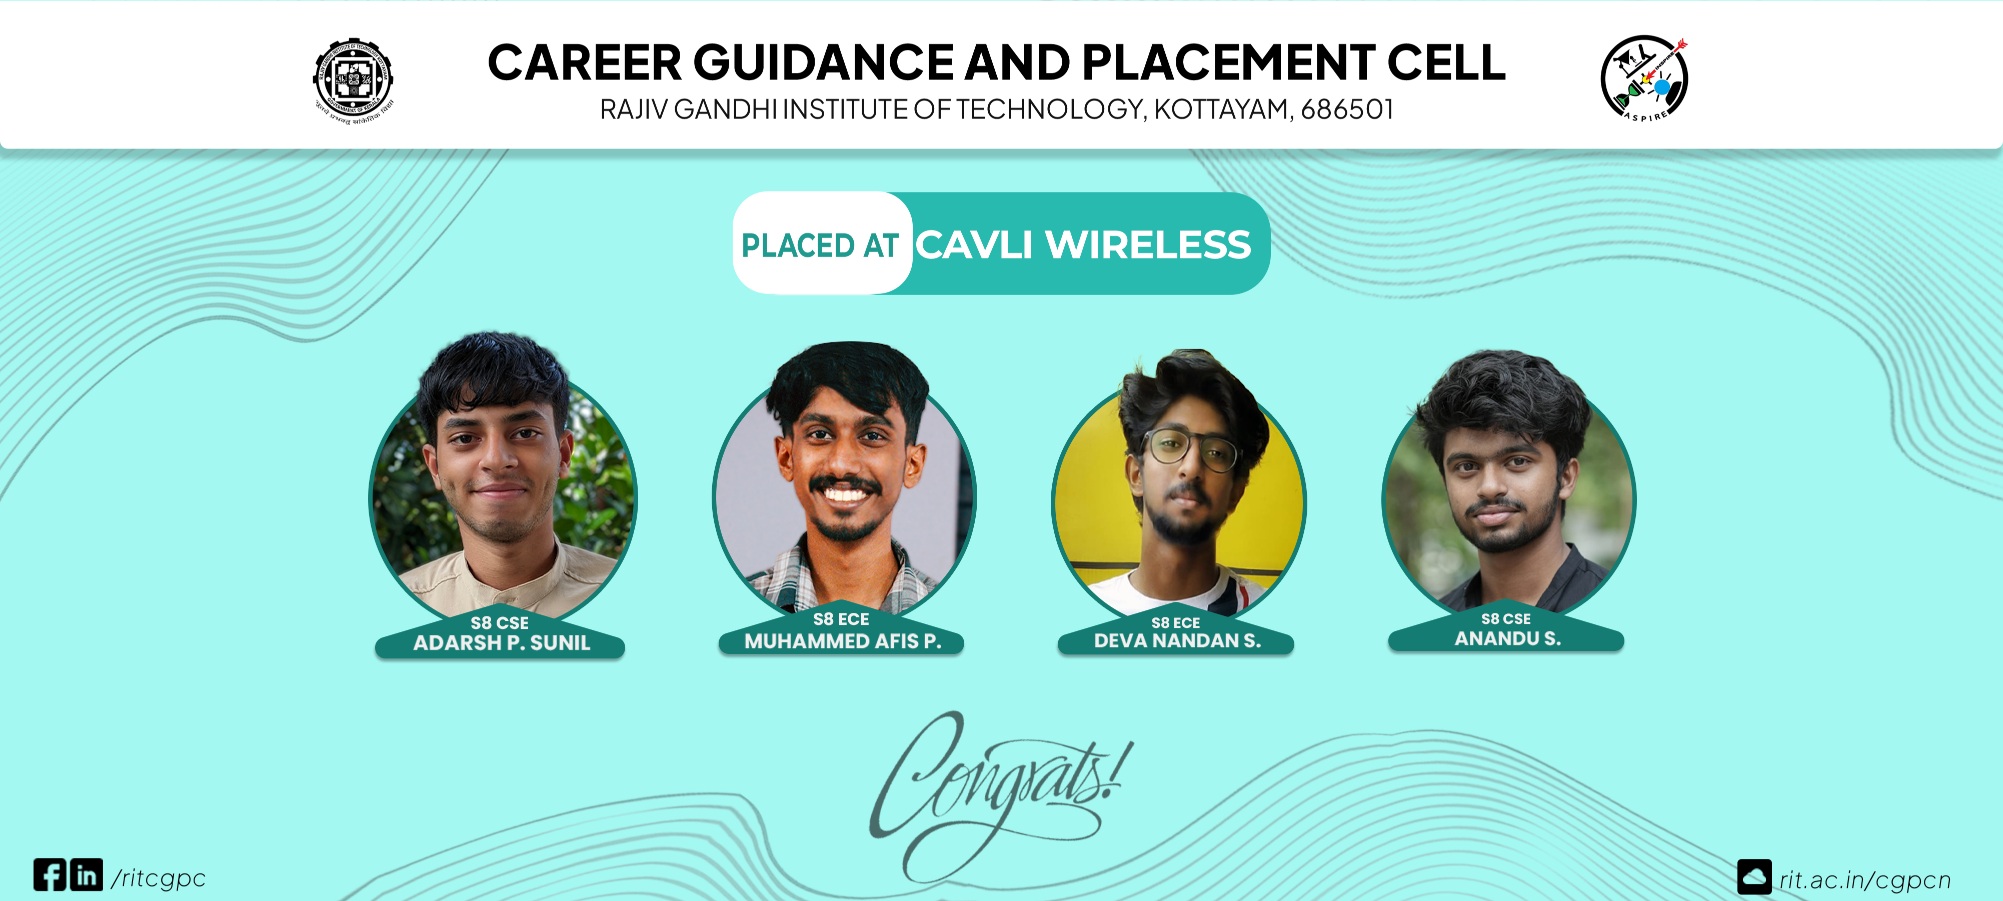 CAREER GUIDANCE AND PLACEMENT CELL
RAJIV GANDHI INSTITUTE OF TECHNOLOGY, KOTTAYAM, 686501
ASPIRE
PLACED AT CAVLI WIRELESS
S8 CSE
ADARSH P. SUNIL
S8 ECE
MUHAMMED AFIS P.
S8 ECE
DEVA NANDAN S.
S8 CSE
ANANDU S.
Congrats!
/ritcgpc
rit.ac.in/cgpcn